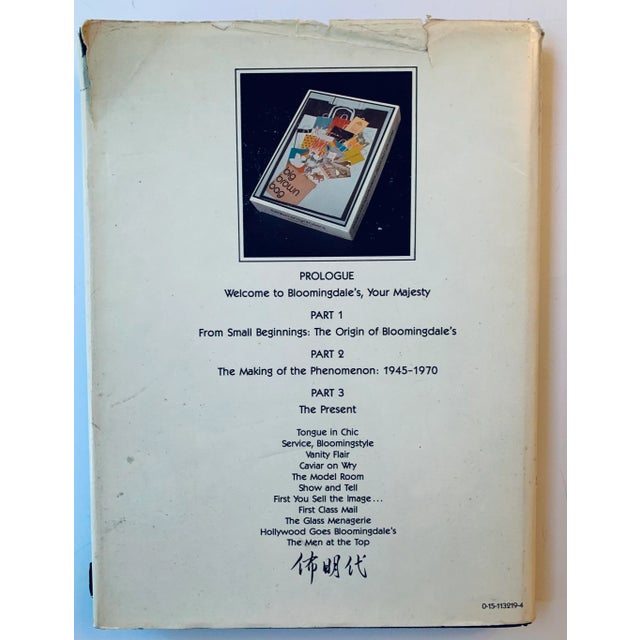 big
brown
bag
PROLOGUE
Welcome to Bloomingdale's, Your Majesty
PART 1
From Small Beginnings: The Origin of Bloomingdale's
PART 2
The Making of the Phenomenon: 1945–1970
PART 3
The Present
Tongue in Chic
Service, Bloomingstyle
Vanity Flair
Caviar on Wry
The Model Room
Show and Tell
First You Sell the Image...
First Class Mail
The Glass Menagerie
Hollywood Goes Bloomingdale's
The Men at the Top
佈明代
0-15-113219-4